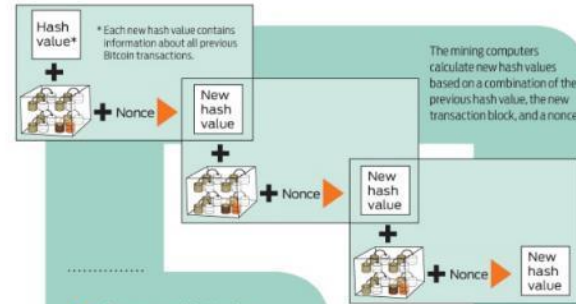 Hash
value*
* Each new hash value contains
information about all previous
Bitcoin transactions.
The mining computers
calculate new hash values
based on a combination of the
previous hash value, the new
transaction block, and a nonce
+
+ Nonce
New
hash
value
+
+ Nonce
New
hash
value
+
+ Nonce
New
hash
value